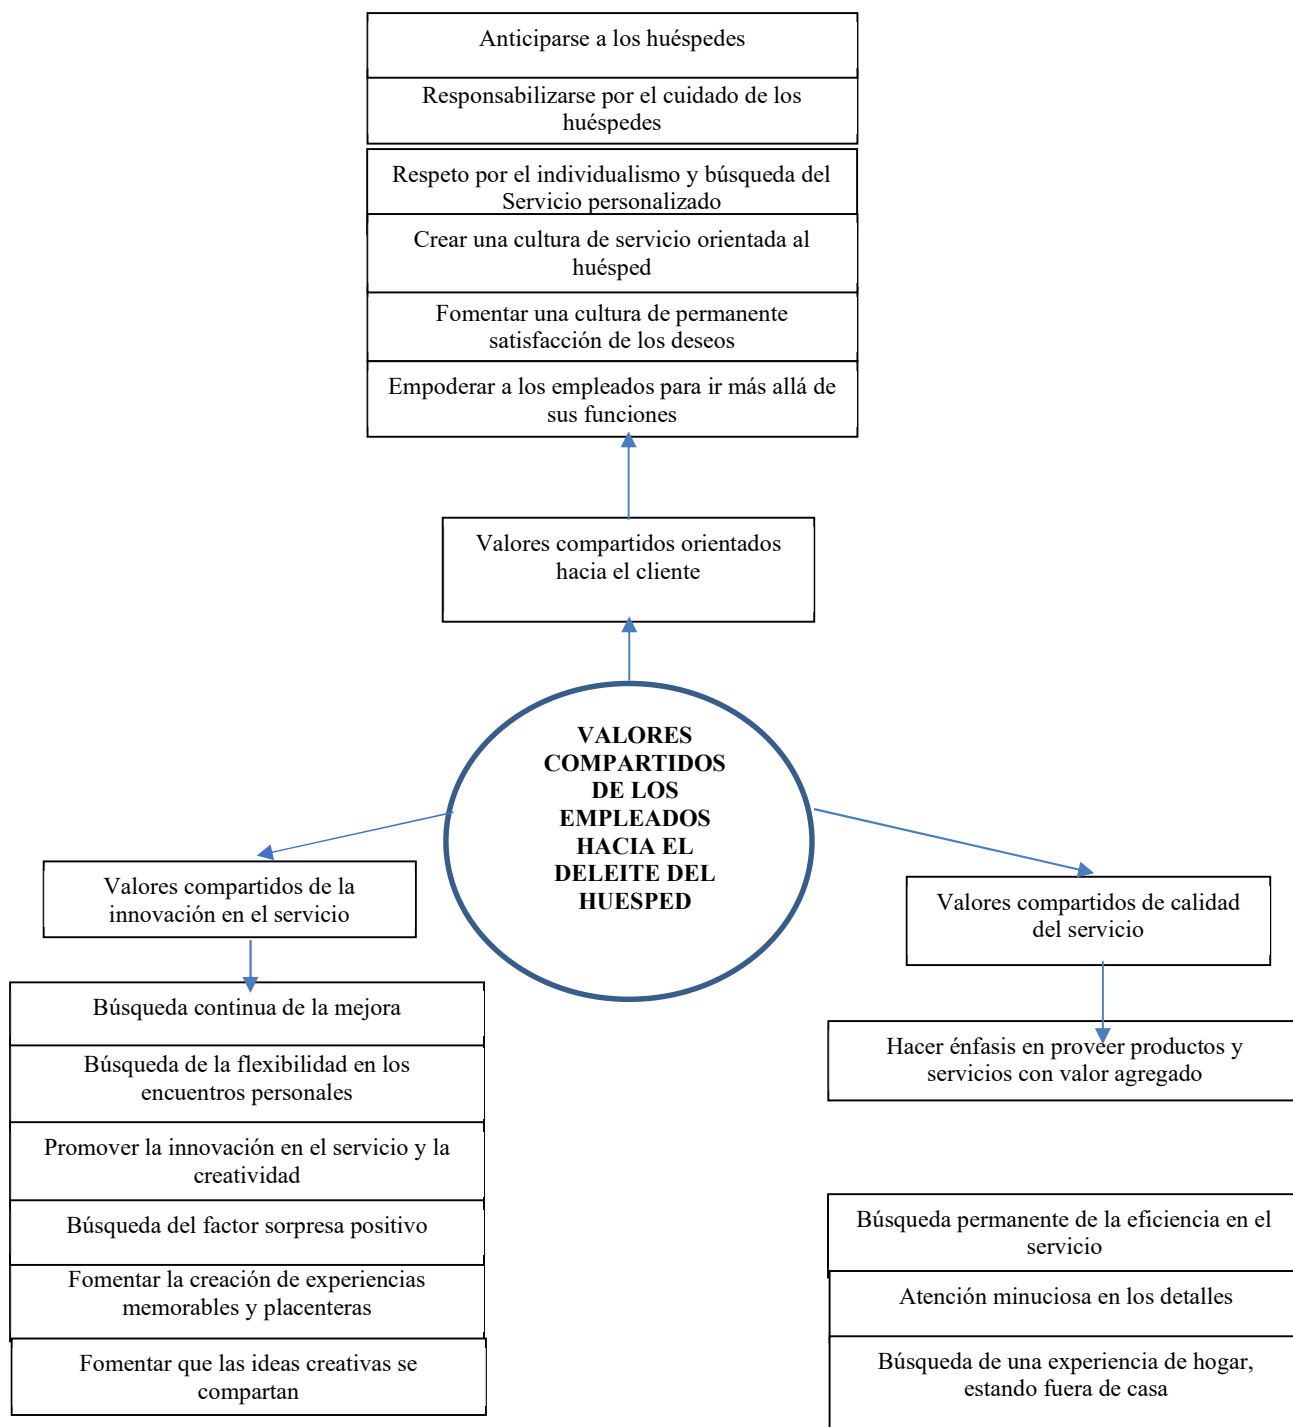 Anticiparse a los huéspedes
Responsabilizarse por el cuidado de los
huéspedes
Respeto por el individualismo y búsqueda del
Servicio personalizado
Crear una cultura de servicio orientada al
huésped
Fomentar una cultura de permanente
satisfacción de los deseos
Empoderar a los empleados para ir más allá de
sus funciones
Valores compartidos orientados
hacia el cliente
VALORES
COMPARTIDOS
DE LOS
EMPLEADOS
HACIA EL
DELEITE DEL
HUESPED
Valores compartidos de la
innovación en el servicio
Búsqueda continua de la mejora
Búsqueda de la flexibilidad en los
encuentros personales
Promover la innovación en el servicio y la
creatividad
Búsqueda del factor sorpresa positivo
Fomentar la creación de experiencias
memorables y placenteras
Fomentar que las ideas creativas se
compartan
Valores compartidos de calidad
del servicio
Hacer énfasis en proveer productos y
servicios con valor agregado
Búsqueda permanente de la eficiencia en el
servicio
Atención minuciosa en los detalles
Búsqueda de una experiencia de hogar,
estando fuera de casa